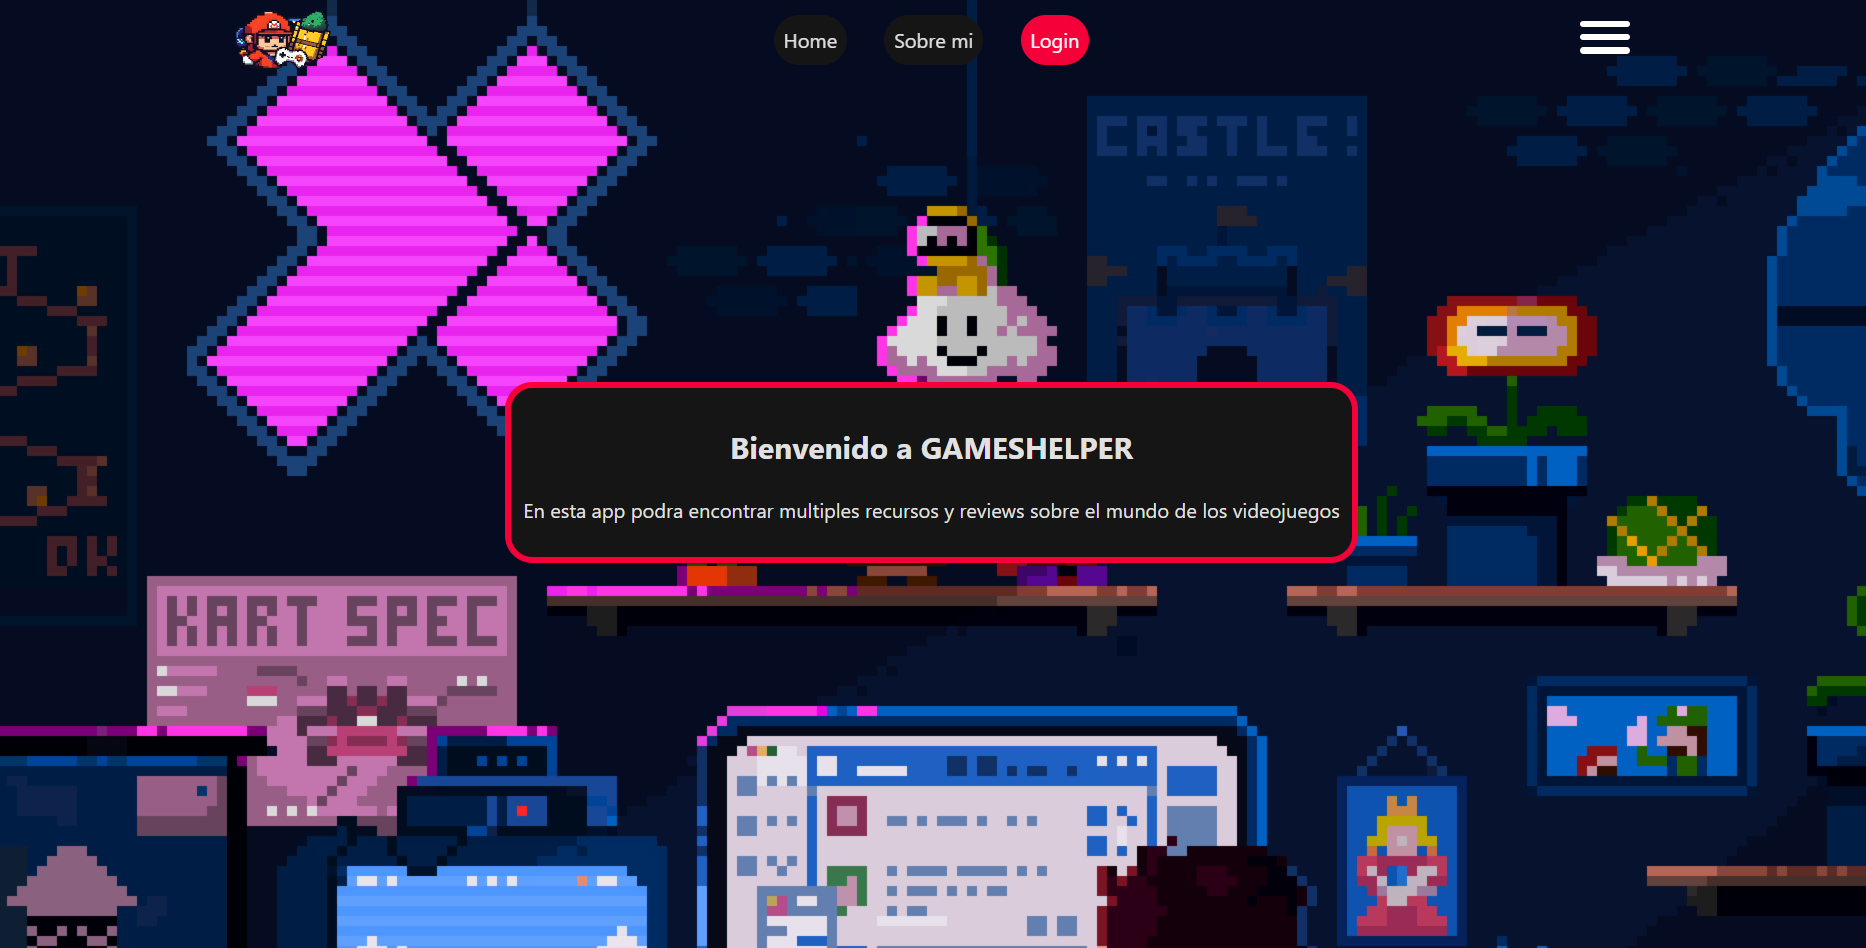 Home Sobre mi Login
CASTLE!
Bienvenido a GAMESHELPER
En esta app podra encontrar multiples recursos y reviews sobre el mundo de los videojuegos
DK
KART SPEC